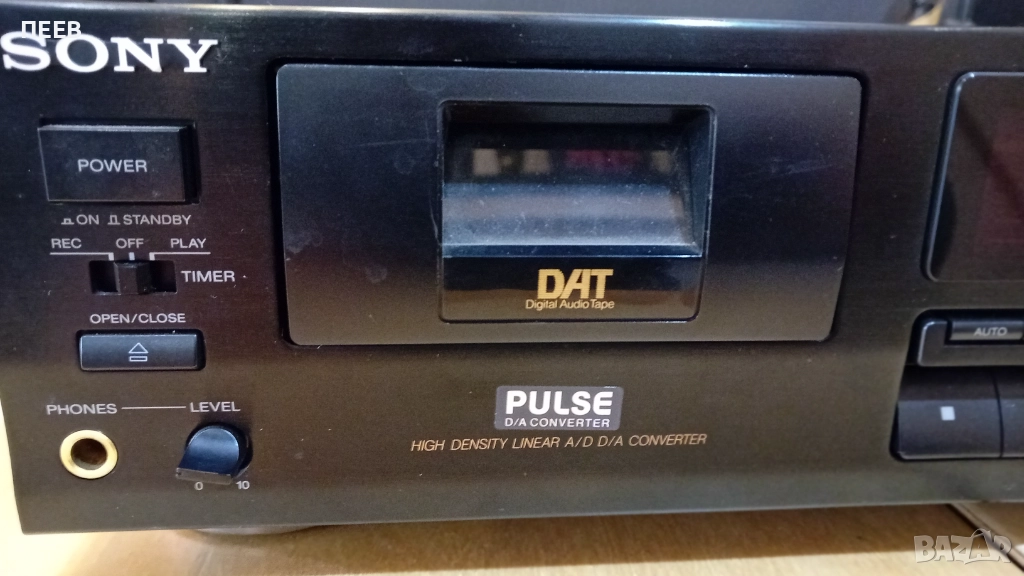 ПЕЕВ
SONY
POWER
ON STANDBY
REC OFF PLAY
TIMER
OPEN/CLOSE
PHONES LEVEL
0 10
DAT
Digital Audio Tape
PULSE
D/A CONVERTER
HIGH DENSITY LINEAR A/D D/A CONVERTER
AUTO
BAZAR